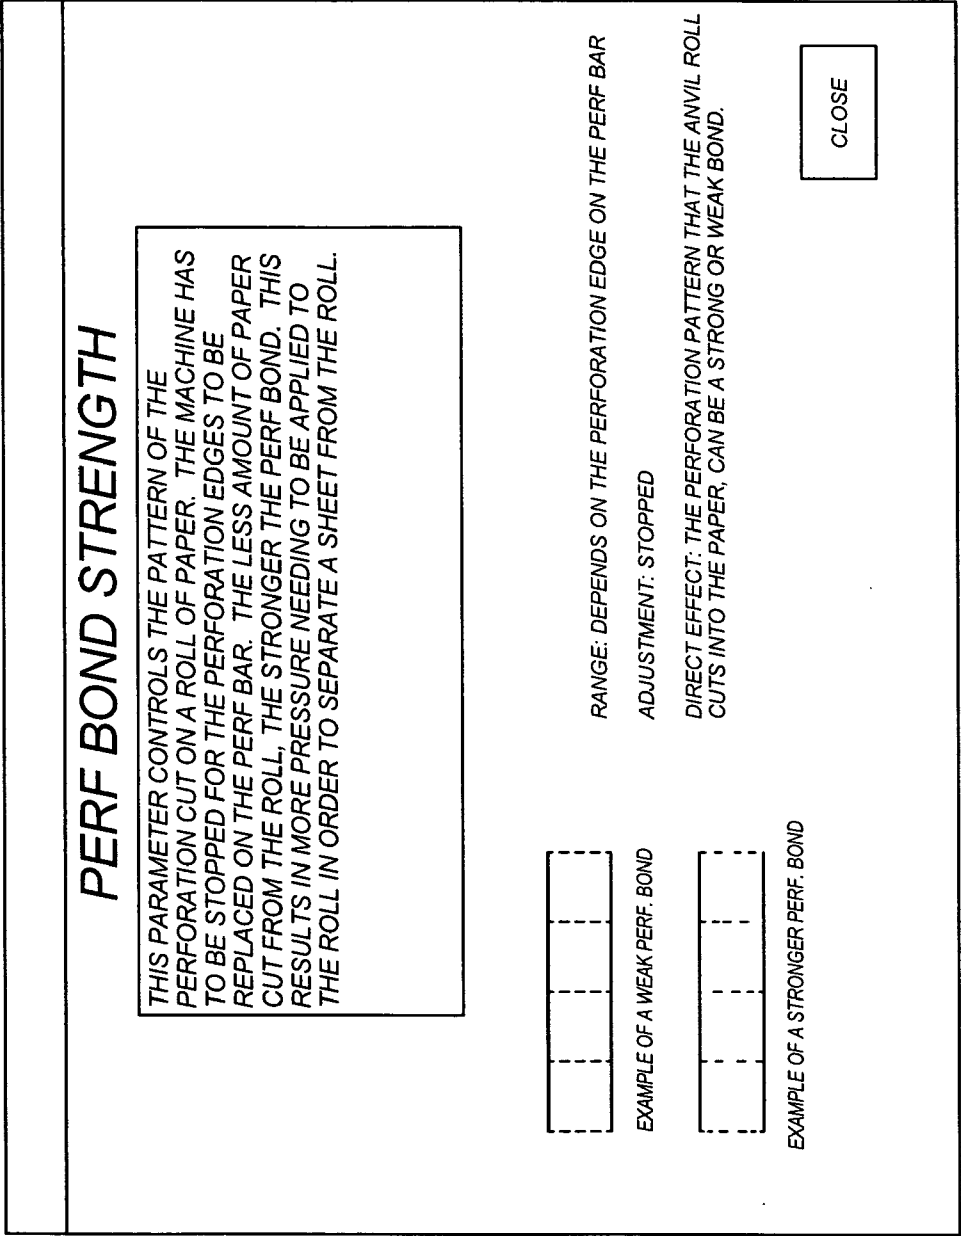 PERF BOND STRENGTH
THIS PARAMETER CONTROLS THE PATTERN OF THE
PERFORATION CUT ON A ROLL OF PAPER. THE MACHINE HAS
TO BE STOPPED FOR THE PERFORATION EDGES TO BE
REPLACED ON THE PERF BAR. THE LESS AMOUNT OF PAPER
CUT FROM THE ROLL, THE STRONGER THE PERF BOND. THIS
RESULTS IN MORE PRESSURE NEEDING TO BE APPLIED TO
THE ROLL IN ORDER TO SEPARATE A SHEET FROM THE ROLL.
EXAMPLE OF A WEAK PERF. BOND
EXAMPLE OF A STRONGER PERF. BOND
RANGE: DEPENDS ON THE PERFORATION EDGE ON THE PERF BAR
ADJUSTMENT: STOPPED
DIRECT EFFECT: THE PERFORATION PATTERN THAT THE ANVIL ROLL
CUTS INTO THE PAPER, CAN BE A STRONG OR WEAK BOND.
CLOSE